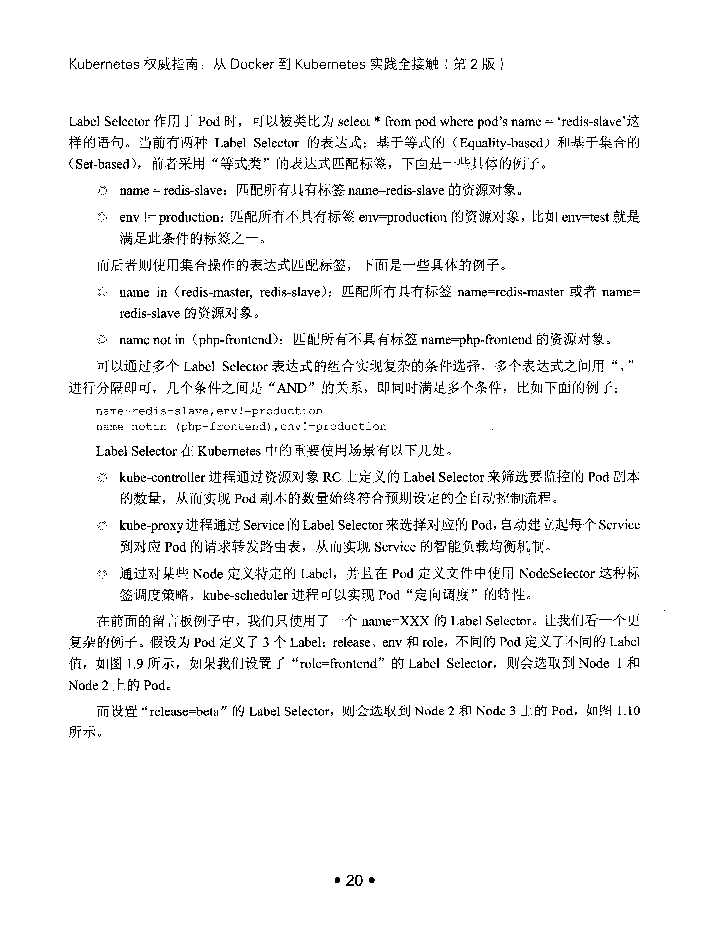 Kubernetes 权威指南：从 Docker 到 Kubernetes 实践全接触（第 2 版）
Label Selector 作用于 Pod 时，可以被类比为 select * from pod where pod's name = ‘redis-slave’这
样的语句。当前有两种 Label Selector 的表达式：基于等式的（Equality-based）和基于集合的
（Set-based），前者采用“等式类”的表达式匹配标签，下面是一些具体的例子。
◎ name = redis-slave：匹配所有具有标签 name=redis-slave 的资源对象。
◎ env != production：匹配所有不具有标签 env=production 的资源对象，比如 env=test 就是
满足此条件的标签之一。
而后者则使用集合操作的表达式匹配标签，下面是一些具体的例子。
◎ name in（redis-master, redis-slave）：匹配所有具有标签 name=redis-master 或者 name=
redis-slave 的资源对象。
◎ name not in（php-frontend）：匹配所有不具有标签 name=php-frontend 的资源对象。
可以通过多个 Label Selector 表达式的组合实现复杂的条件选择，多个表达式之间用“，”
进行分隔即可，几个条件之间是“AND”的关系，即同时满足多个条件，比如下面的例子：
name=redis-slave,env!=production
name notin (php-frontend),env!=production
Label Selector 在 Kubernetes 中的重要使用场景有以下几处。
◎ kube-controller 进程通过资源对象 RC 上定义的 Label Selector 来筛选要监控的 Pod 副本
的数量，从而实现 Pod 副本的数量始终符合预期设定的全自动控制流程。
◎ kube-proxy 进程通过 Service 的 Label Selector 来选择对应的 Pod，自动建立起每个 Service
到对应 Pod 的请求转发路由表，从而实现 Service 的智能负载均衡机制。
◎ 通过对某些 Node 定义特定的 Label，并且在 Pod 定义文件中使用 NodeSelector 这种标
签调度策略，kube-scheduler 进程可以实现 Pod“定向调度”的特性。
在前面的留言板例子中，我们只使用了一个 name=XXX 的 Label Selector。让我们看一个更
复杂的例子。假设为 Pod 定义了 3 个 Label：release、env 和 role，不同的 Pod 定义了不同的 Label
值，如图 1.9 所示，如果我们设置了“role=frontend”的 Label Selector，则会选取到 Node 1 和
Node 2 上的 Pod。
而设置“release=beta”的 Label Selector，则会选取到 Node 2 和 Node 3 上的 Pod，如图 1.10
所示。
• 20 •